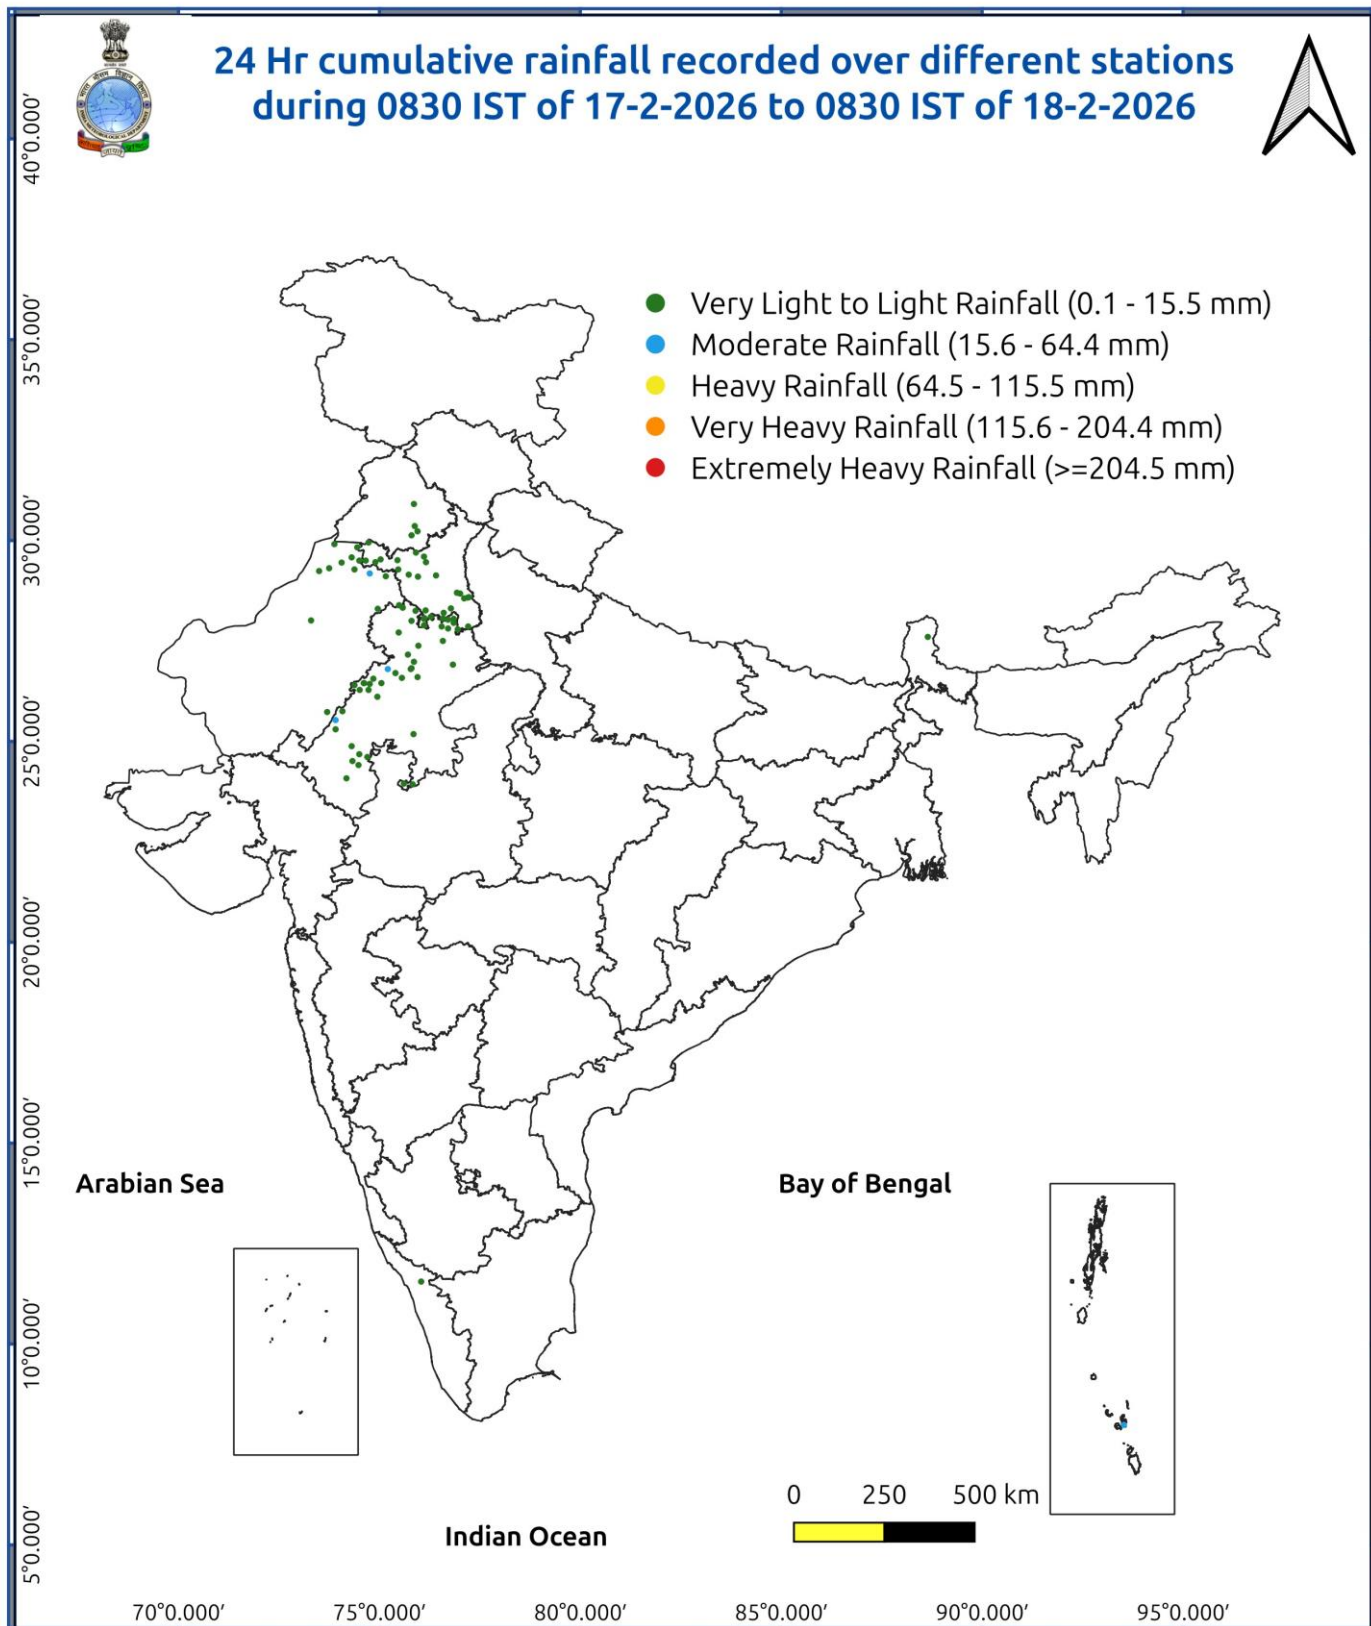 24 Hr cumulative rainfall recorded over different stations
during 0830 IST of 17-2-2026 to 0830 IST of 18-2-2026
Very Light to Light Rainfall (0.1 - 15.5 mm)
Moderate Rainfall (15.6 - 64.4 mm)
Heavy Rainfall (64.5 - 115.5 mm)
Very Heavy Rainfall (115.6 - 204.4 mm)
Extremely Heavy Rainfall (>=204.5 mm)
40°0.000′
35°0.000′
30°0.000′
25°0.000′
20°0.000′
15°0.000′
10°0.000′
5°0.000′
Arabian Sea
Bay of Bengal
Indian Ocean
0 250 500 km
70°0.000′ 75°0.000′ 80°0.000′ 85°0.000′ 90°0.000′ 95°0.000′